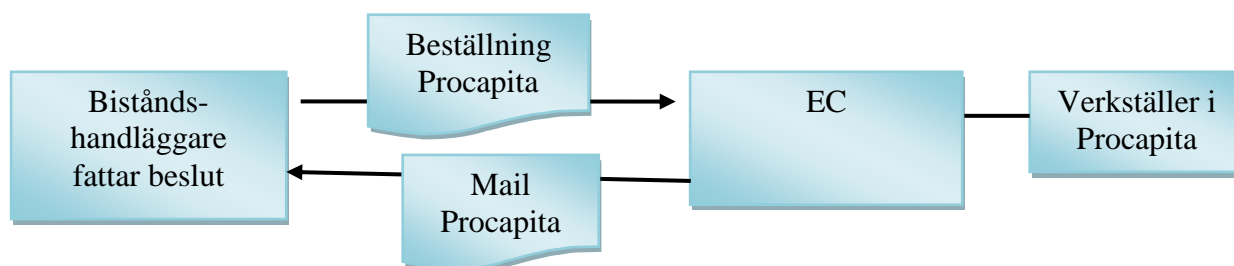 Bistånds-
handläggare
fattar beslut
Beställning
Procapita
Mail
Procapita
EC
Verkställer i
Procapita